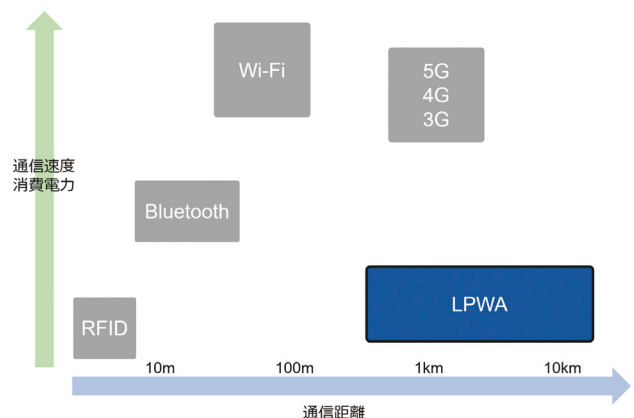 Wi-Fi
5G
4G
3G
通信速度
消費電力
Bluetooth
LPWA
RFID
10m
100m
1km
10km
通信距離